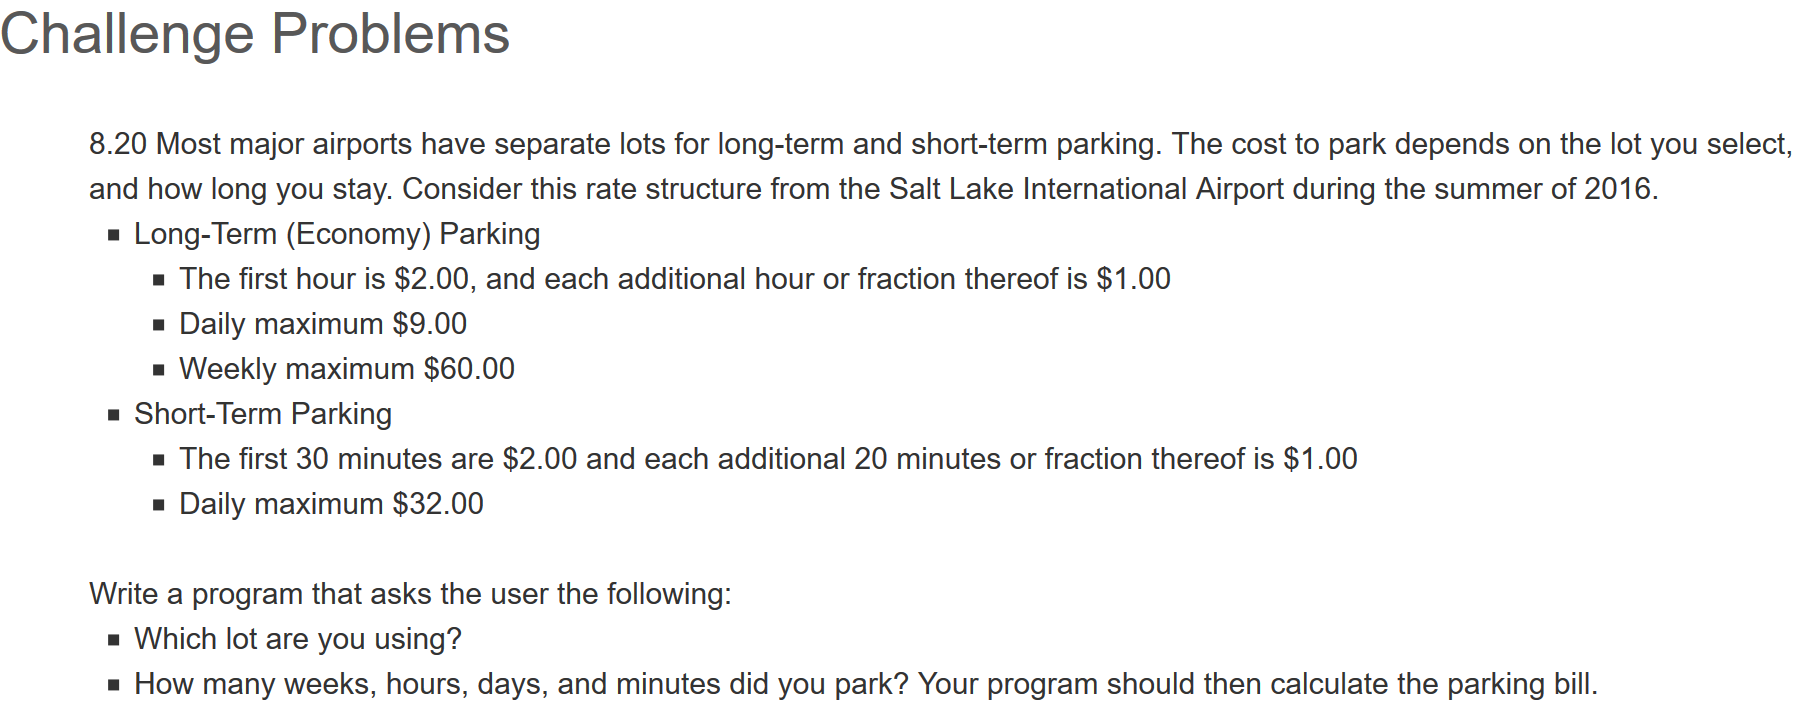 Challenge Problems
8.20 Most major airports have separate lots for long-term and short-term parking. The cost to park depends on the lot you select,
and how long you stay. Consider this rate structure from the Salt Lake International Airport during the summer of 2016.
▪ Long-Term (Economy) Parking
▪ The first hour is $2.00, and each additional hour or fraction thereof is $1.00
▪ Daily maximum $9.00
▪ Weekly maximum $60.00
▪ Short-Term Parking
▪ The first 30 minutes are $2.00 and each additional 20 minutes or fraction thereof is $1.00
▪ Daily maximum $32.00
Write a program that asks the user the following:
▪ Which lot are you using?
▪ How many weeks, hours, days, and minutes did you park? Your program should then calculate the parking bill.